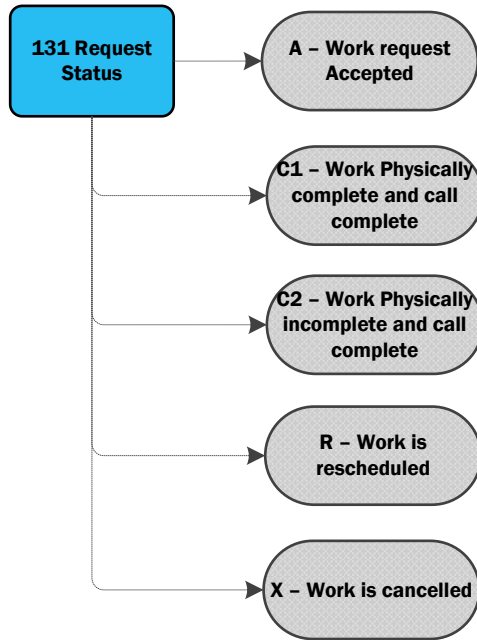 131 Request
Status
A – Work request
Accepted
C1 – Work Physically
complete and call
complete
C2 – Work Physically
incomplete and call
complete
R – Work is
rescheduled
X – Work is cancelled